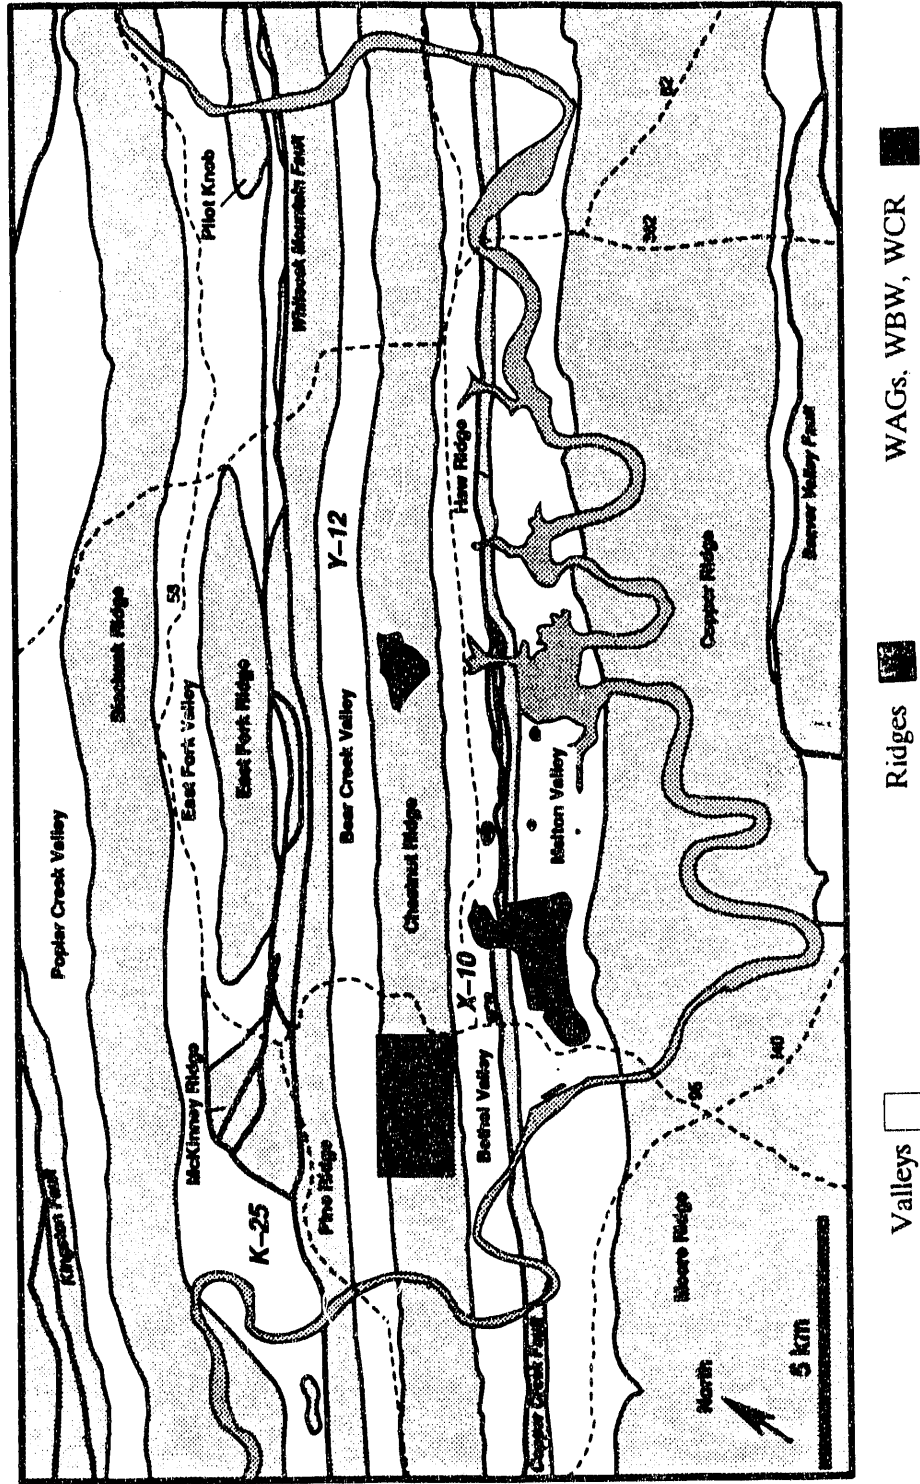 Kingston Fault
Poplar Creek Valley
Blackoak Ridge
McKinney Ridge
East Fork Valley
58
Pilot Knob
K-25
East Fork Ridge
Whiteoak Mountain Fault
Pine Ridge
Bear Creek Valley
Y-12
Chestnut Ridge
X-10
Haw Ridge
Bethel Valley
Copper Creek Fault
Melton Valley
62
162
95
I40
Moore Ridge
Copper Ridge
Beaver Valley Fault
North
5 km
Valleys
Ridges
WAGs, WBW, WCR